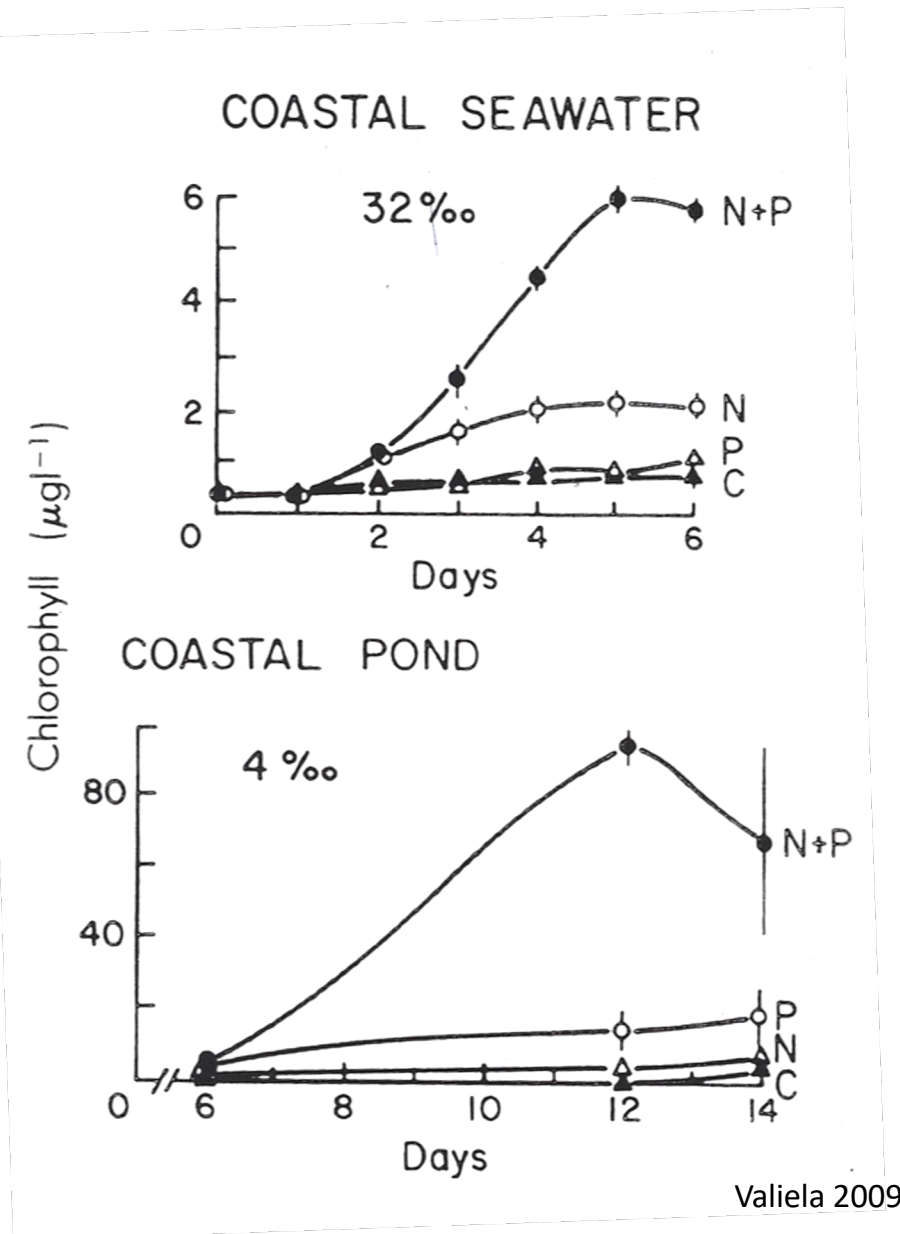 COASTAL SEAWATER
32‰
6
4
2
0
2
4
6
Days
N+P
N
P
C
Chlorophyll (μgl⁻¹)
COASTAL POND
4‰
80
40
0
6
8
10
12
14
Days
N+P
P
N
C
Valiela 2009